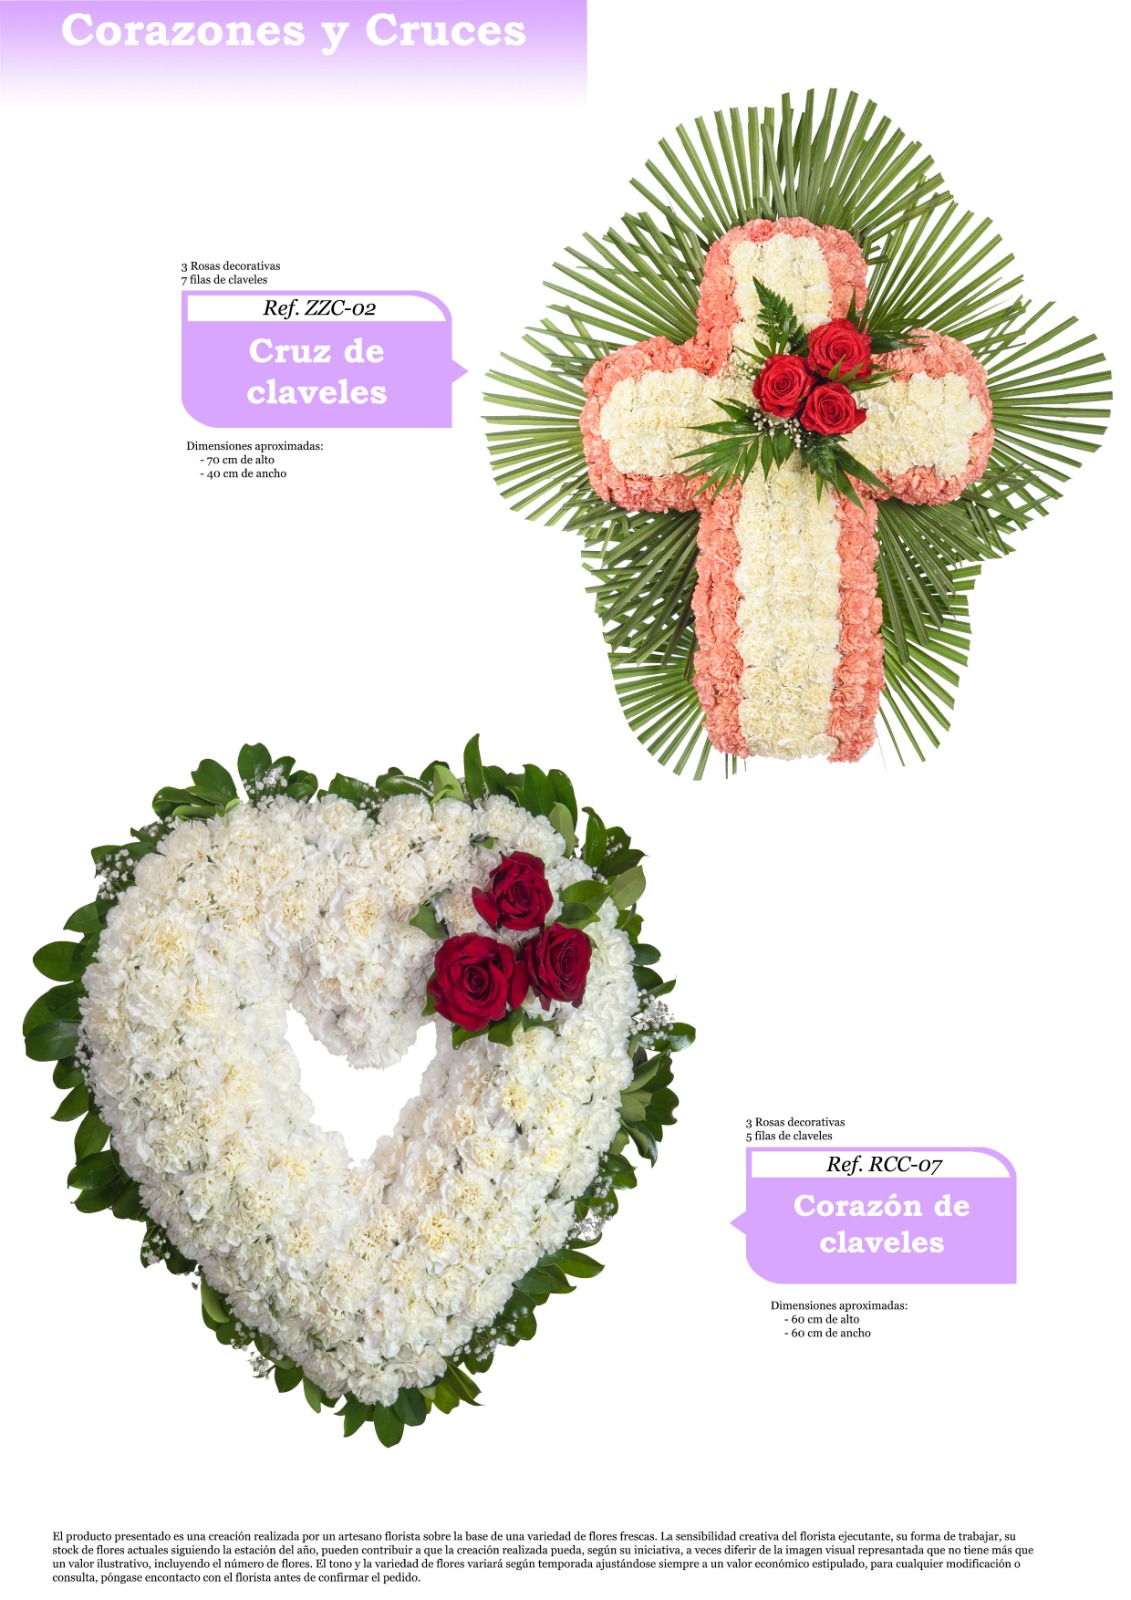 Corazones y Cruces
3 Rosas decorativas
7 filas de claveles
Ref. ZZC-02
Cruz de
claveles
Dimensiones aproximadas:
- 70 cm de alto
- 40 cm de ancho
3 Rosas decorativas
5 filas de claveles
Ref. RCC-07
Corazón de
claveles
Dimensiones aproximadas:
- 60 cm de alto
- 60 cm de ancho
El producto presentado es una creación realizada por un artesano florista sobre la base de una variedad de flores frescas. La sensibilidad creativa del florista ejecutante, su forma de trabajar, su
stock de flores actuales siguiendo la estación del año, pueden contribuir a que la creación realizada pueda, según su iniciativa, a veces diferir de la imagen visual represantada que no tiene más que
un valor ilustrativo, incluyendo el número de flores. El tono y la variedad de flores variará según temporada ajustándose siempre a un valor económico estipulado, para cualquier modificación o
consulta, póngase encontacto con el florista antes de confirmar el pedido.